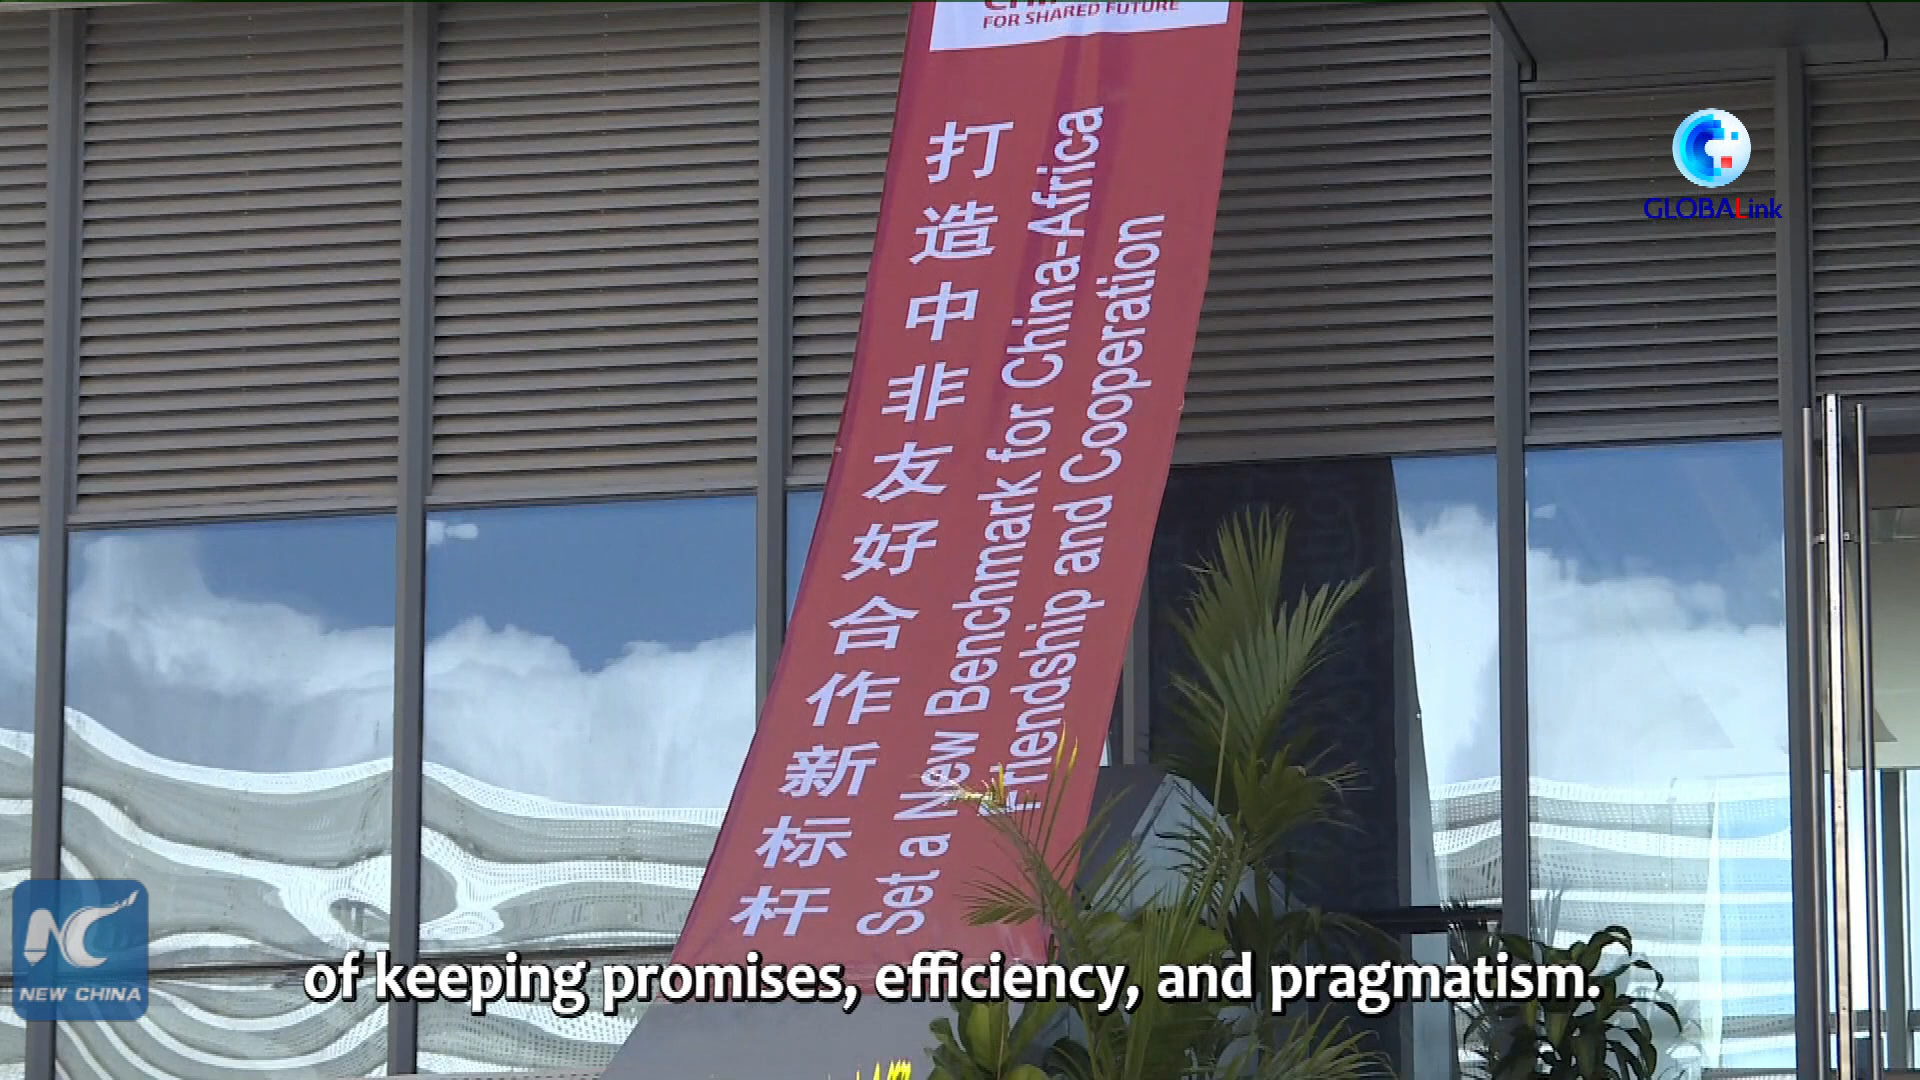 FOR SHARED FUTURE
打造中非友好合作新标杆
Set a New Benchmark for China-Africa
Friendship and Cooperation
GLOBALink
NEW CHINA
of keeping promises, efficiency, and pragmatism.